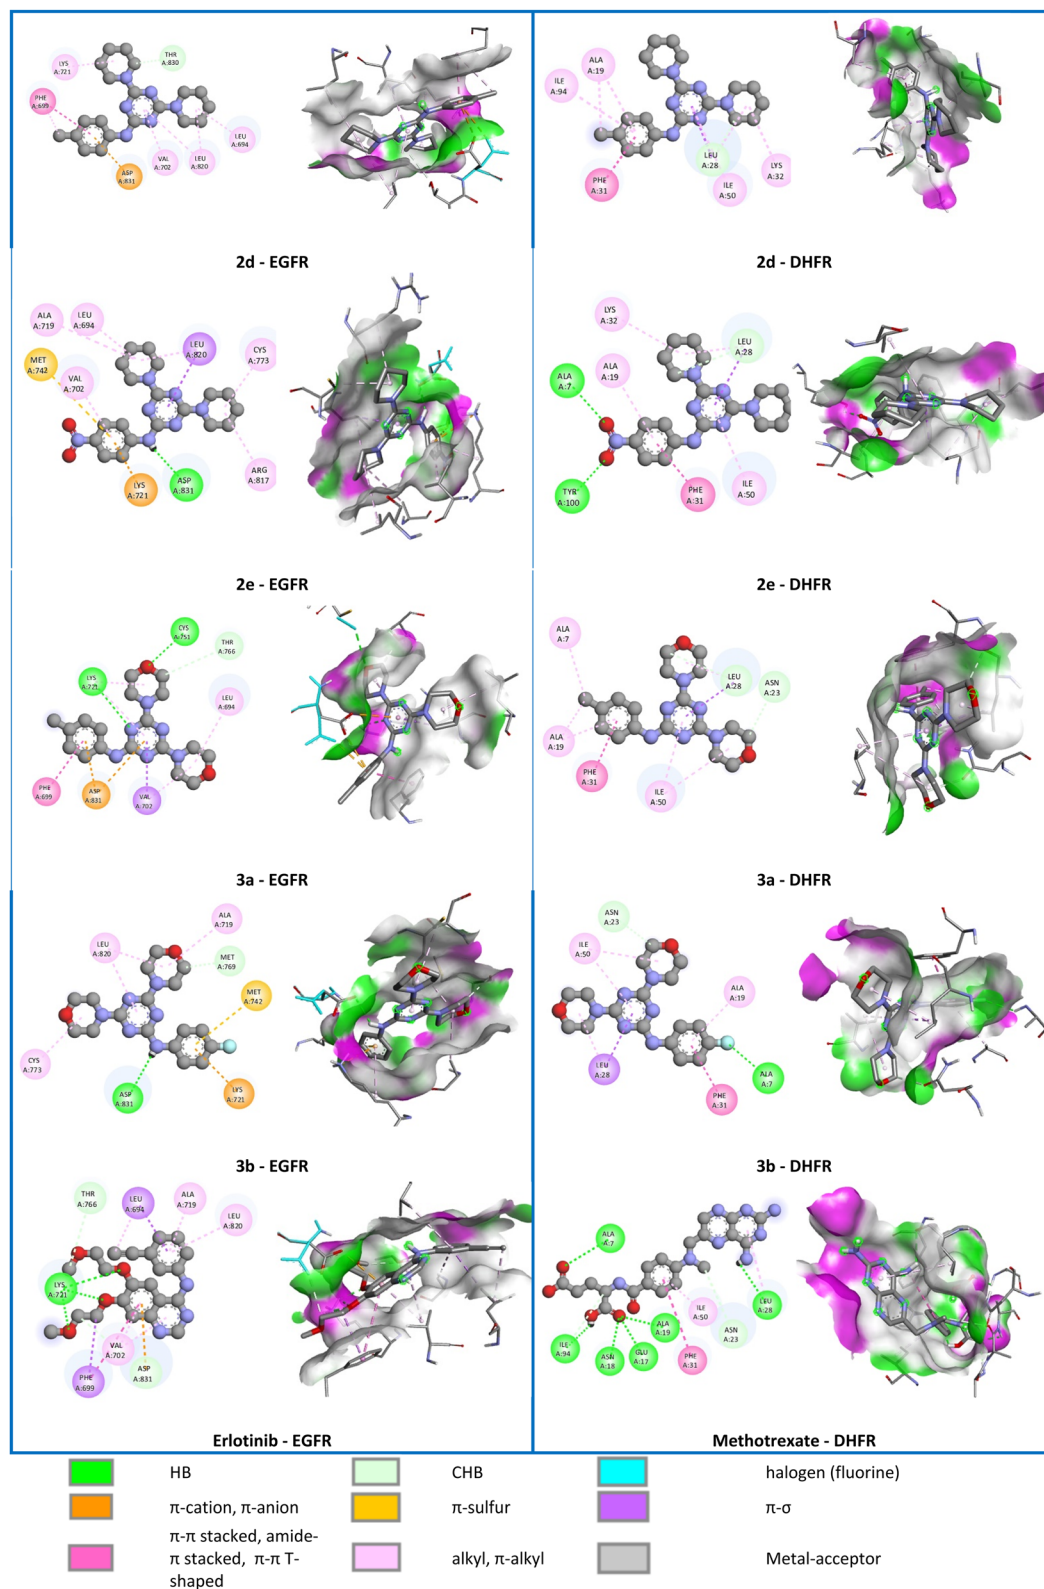 LYS
A:721
THR
A:830
PHE
A:699
ASP
A:831
VAL
A:702
LEU
A:820
LEU
A:694
2d - EGFR
ALA
A:19
ILE
A:94
PHE
A:31
LEU
A:28
ILE
A:50
LYS
A:32
2d - DHFR
ALA
A:719
LEU
A:694
MET
A:742
VAL
A:702
LEU
A:820
CYS
A:773
LYS
A:721
ASP
A:831
ARG
A:817
2e - EGFR
LYS
A:32
LEU
A:28
ALA
A:7
ALA
A:19
TYR
A:100
PHE
A:31
ILE
A:50
2e - DHFR
CYS
A:751
THR
A:766
LYS
A:721
LEU
A:694
PHE
A:699
ASP
A:831
VAL
A:702
3a - EGFR
ALA
A:7
LEU
A:28
ASN
A:23
ALA
A:19
PHE
A:31
ILE
A:50
3a - DHFR
ALA
A:719
LEU
A:820
MET
A:769
MET
A:742
CYS
A:773
ASP
A:831
LYS
A:721
3b - EGFR
ASN
A:23
ILE
A:50
ALA
A:19
LEU
A:28
PHE
A:31
ALA
A:7
3b - DHFR
THR
A:766
LEU
A:694
ALA
A:719
LEU
A:820
LYS
A:721
VAL
A:702
PHE
A:699
ASP
A:831
Erlotinib - EGFR
ALA
A:7
ILE
A:94
ASN
A:18
GLU
A:17
ALA
A:19
PHE
A:31
ILE
A:50
ASN
A:23
LEU
A:28
Methotrexate - DHFR
HB
CHB
halogen (fluorine)
π-cation, π-anion
π-sulfur
π-σ
π-π stacked, amide-
π stacked, π-π T-
shaped
alkyl, π-alkyl
Metal-acceptor